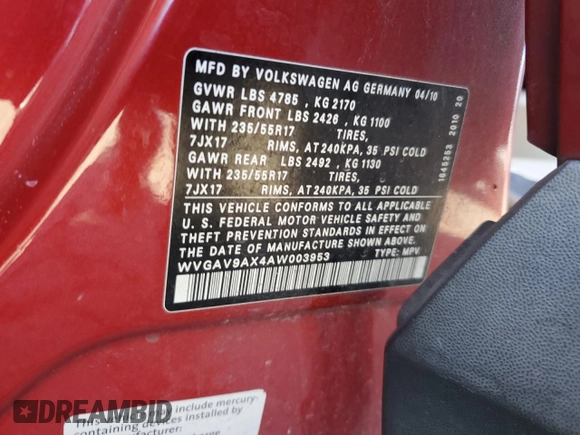 MFD BY VOLKSWAGEN AG GERMANY 04/10
GVWR LBS 4785 , KG 2170
GAWR FRONT LBS 2426 , KG 1100
WITH 235/55R17 TIRES,
7JX17 RIMS, AT 240KPA, 35 PSI COLD
GAWR REAR LBS 2492 , KG 1130
WITH 235/55R17 TIRES,
7JX17 RIMS, AT 240KPA, 35 PSI COLD
THIS VEHICLE CONFORMS TO ALL APPLICABLE
U. S. FEDERAL MOTOR VEHICLE SAFETY AND
THEFT PREVENTION STANDARDS IN EFFECT ON
THE DATE OF MANUFACTURE SHOWN ABOVE.
WVGAV9AX4AW003953 TYPE: MPV
1645253 2010 20
include mercury-
containing devices installed by
manufacturer:
DREAMBID.COM